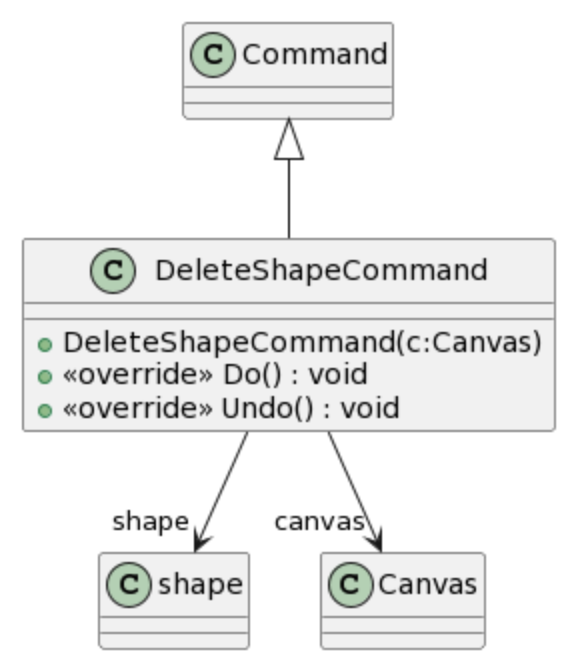 C Command
C DeleteShapeCommand
DeleteShapeCommand(c:Canvas)
«override» Do() : void
«override» Undo() : void
shape canvas
C shape C Canvas